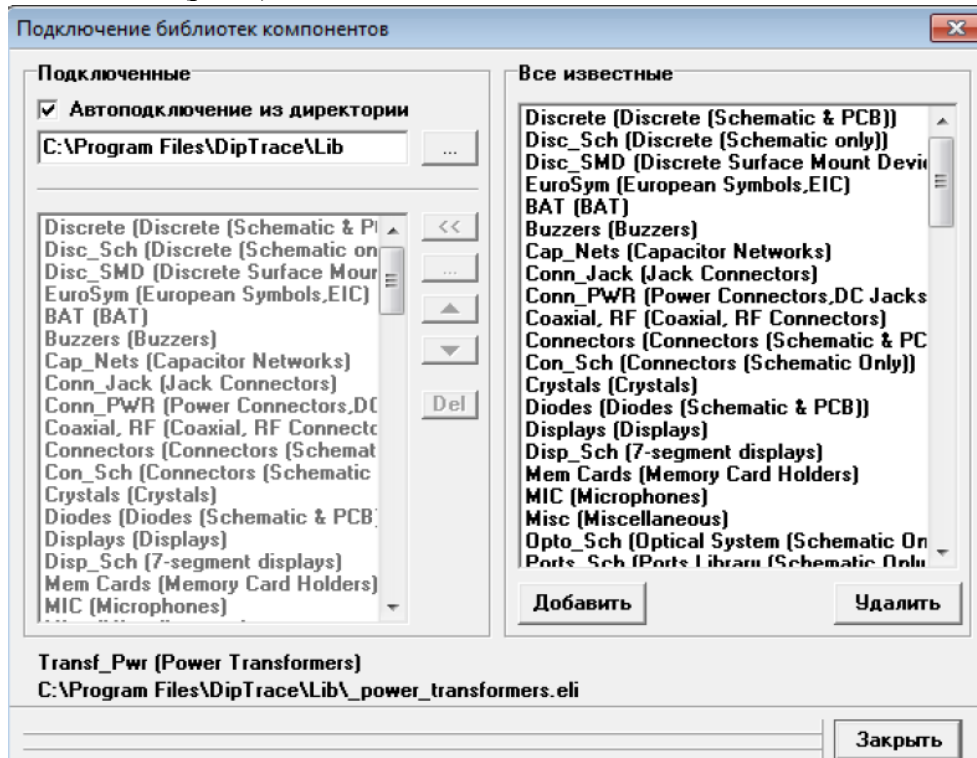 Подключение библиотек компонентов
Подключенные
Автоподключение из директории
C:\Program Files\DipTrace\Lib
...
Discrete (Discrete (Schematic & P
Disc_Sch (Discrete (Schematic on
Disc_SMD (Discrete Surface Mour
EuroSym (European Symbols,EIC)
BAT (BAT)
Buzzers (Buzzers)
Cap_Nets (Capacitor Networks)
Conn_Jack (Jack Connectors)
Conn_PWR (Power Connectors,DC
Coaxial, RF (Coaxial, RF Connectc
Connectors (Connectors (Schemat
Con_Sch (Connectors (Schematic
Crystals (Crystals)
Diodes (Diodes (Schematic & PCB
Displays (Displays)
Disp_Sch (7-segment displays)
Mem Cards (Memory Card Holders)
MIC (Microphones)
<<
...
Del
Все известные
Discrete (Discrete (Schematic & PCB))
Disc_Sch (Discrete (Schematic only))
Disc_SMD (Discrete Surface Mount Devi
EuroSym (European Symbols,EIC)
BAT (BAT)
Buzzers (Buzzers)
Cap_Nets (Capacitor Networks)
Conn_Jack (Jack Connectors)
Conn_PWR (Power Connectors,DC Jacks
Coaxial, RF (Coaxial, RF Connectors)
Connectors (Connectors (Schematic & PC
Con_Sch (Connectors (Schematic Only))
Crystals (Crystals)
Diodes (Diodes (Schematic & PCB))
Displays (Displays)
Disp_Sch (7-segment displays)
Mem Cards (Memory Card Holders)
MIC (Microphones)
Misc (Miscellaneous)
Opto_Sch (Optical System (Schematic On
Ports_Sch (Ports Library (Schematic Only
Добавить
Удалить
Transf_Pwr (Power Transformers)
C:\Program Files\DipTrace\Lib\_power_transformers.eli
Закрыть